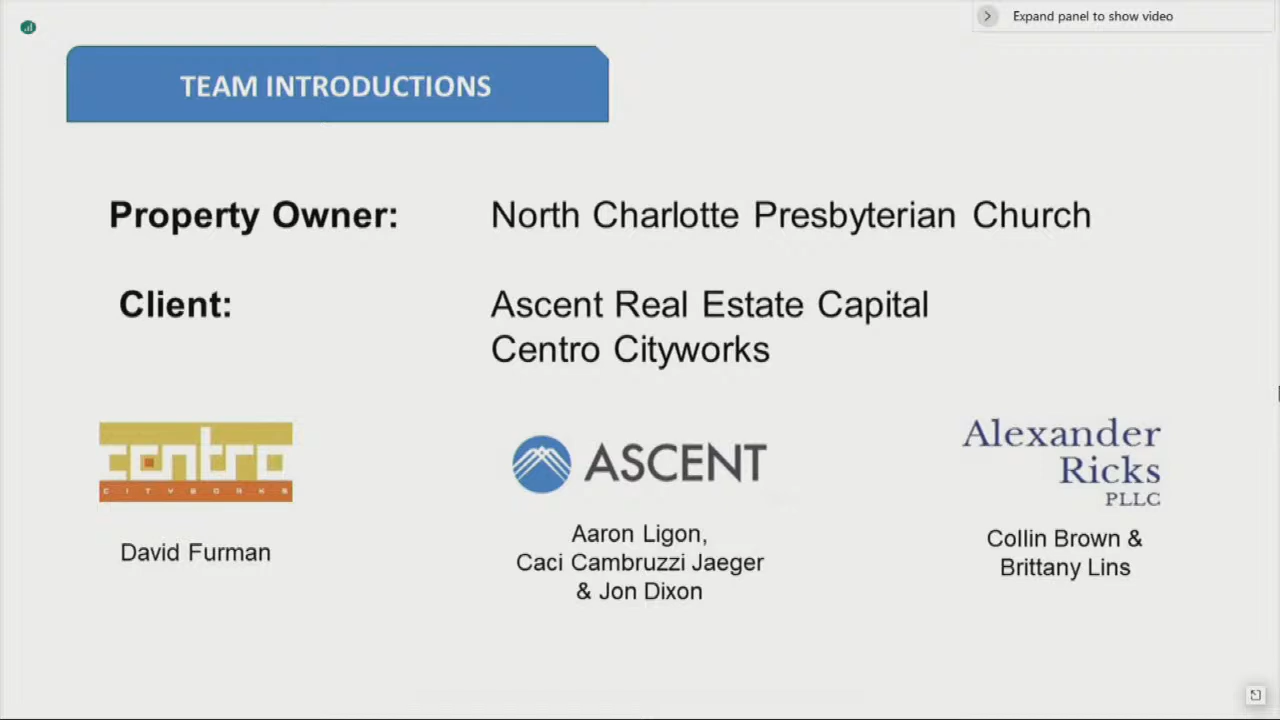 Expand panel to show video
TEAM INTRODUCTIONS
Property Owner: North Charlotte Presbyterian Church
Client: Ascent Real Estate Capital
Centro Cityworks
centro
CITYWORKS
David Furman
ASCENT
Aaron Ligon,
Caci Cambruzzi Jaeger
& Jon Dixon
Alexander
Ricks
PLLC
Collin Brown &
Brittany Lins